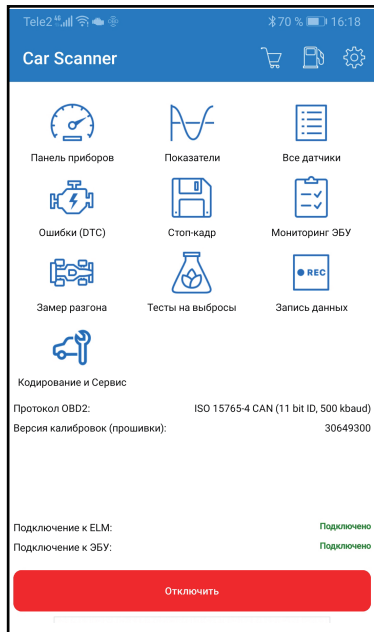 Tele2 70 % 16:18
Car Scanner
Панель приборов Показатели Все датчики
Ошибки (DTC) Стоп-кадр Мониторинг ЭБУ
REC
Замер разгона Тесты на выбросы Запись данных
Кодирование и Сервис
Протокол OBD2: ISO 15765-4 CAN (11 bit ID, 500 kbaud)
Версия калибровок (прошивки): 30649300
Подключение к ELM: Подключено
Подключение к ЭБУ: Подключено
Отключить